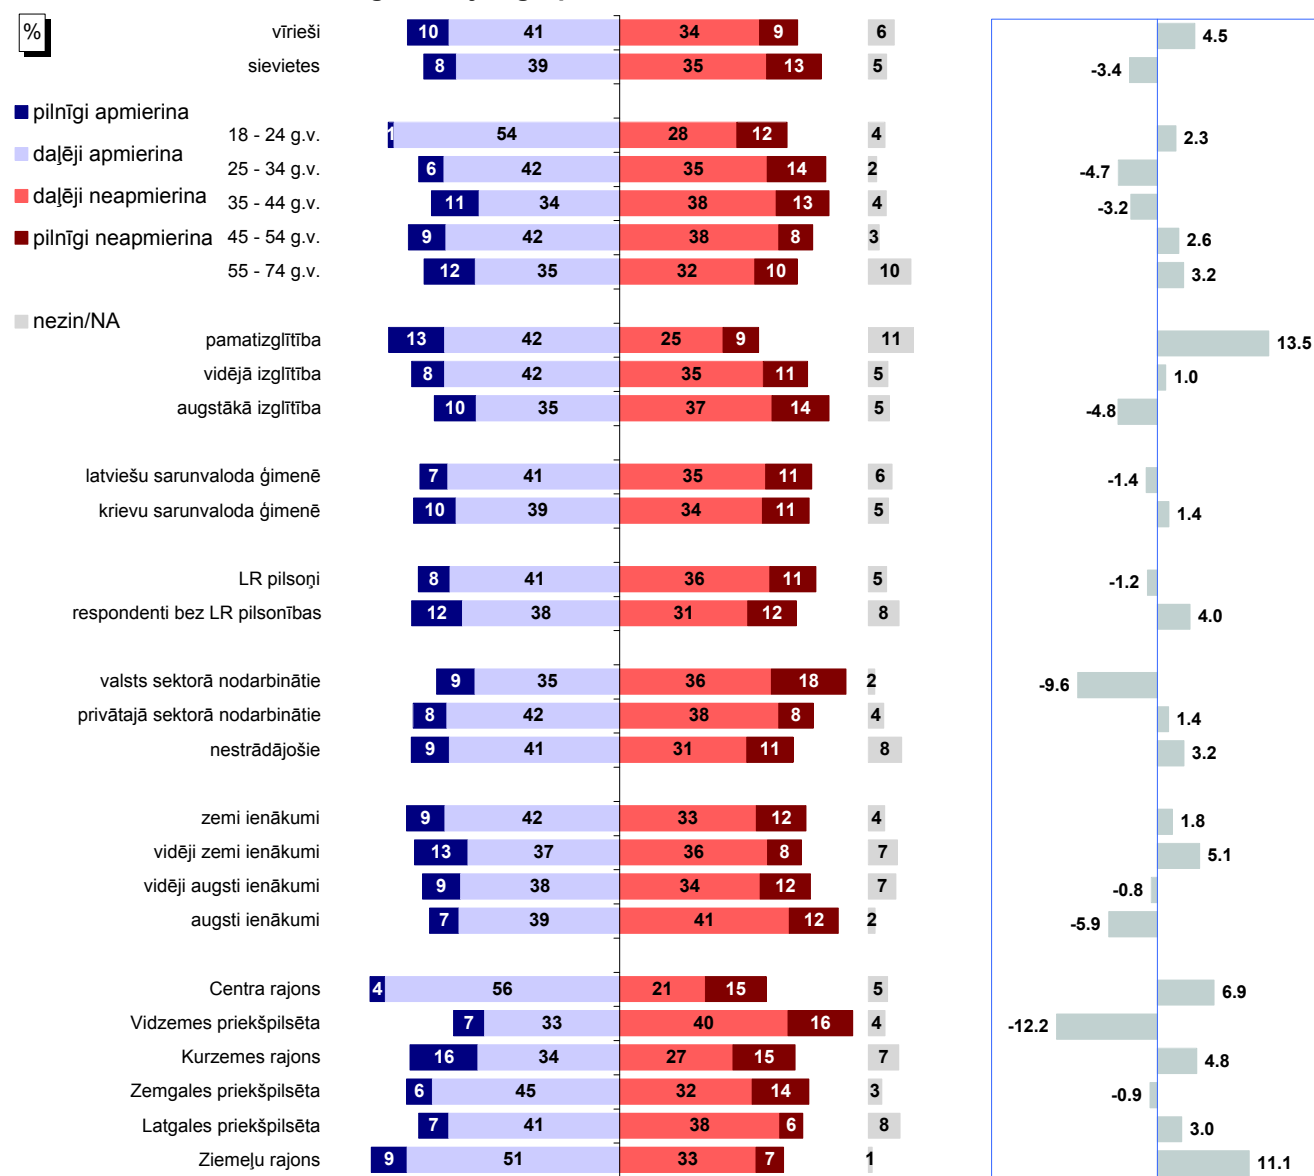 %
vīrieši 10 41 34 9 6 4.5
sievietes 8 39 35 13 5 -3.4
pilnīgi apmierina
18 - 24 g.v. 1 54 28 12 4 2.3
daļēji apmierina
25 - 34 g.v. 6 42 35 14 2 -4.7
daļēji neapmierina
35 - 44 g.v. 11 34 38 13 4 -3.2
pilnīgi neapmierina
45 - 54 g.v. 9 42 38 8 3 2.6
55 - 74 g.v. 12 35 32 10 10 3.2
nezin/NA
pamatizglītība 13 42 25 9 11 13.5
vidējā izglītība 8 42 35 11 5 1.0
augstākā izglītība 10 35 37 14 5 -4.8
latviešu sarunvaloda ģimenē 7 41 35 11 6 -1.4
krievu sarunvaloda ģimenē 10 39 34 11 5 1.4
LR pilsoņi 8 41 36 11 5 -1.2
respondenti bez LR pilsonības 12 38 31 12 8 4.0
valsts sektorā nodarbinātie 9 35 36 18 2 -9.6
privātajā sektorā nodarbinātie 8 42 38 8 4 1.4
nestrādājošie 9 41 31 11 8 3.2
zemi ienākumi 9 42 33 12 4 1.8
vidēji zemi ienākumi 13 37 36 8 7 5.1
vidēji augsti ienākumi 9 38 34 12 7 -0.8
augsti ienākumi 7 39 41 12 2 -5.9
Centra rajons 4 56 21 15 5 6.9
Vidzemes priekšpilsēta 7 33 40 16 4 -12.2
Kurzemes rajons 16 34 27 15 7 4.8
Zemgales priekšpilsēta 6 45 32 14 3 -0.9
Latgales priekšpilsēta 7 41 38 6 8 3.0
Ziemeļu rajons 9 51 33 7 1 11.1